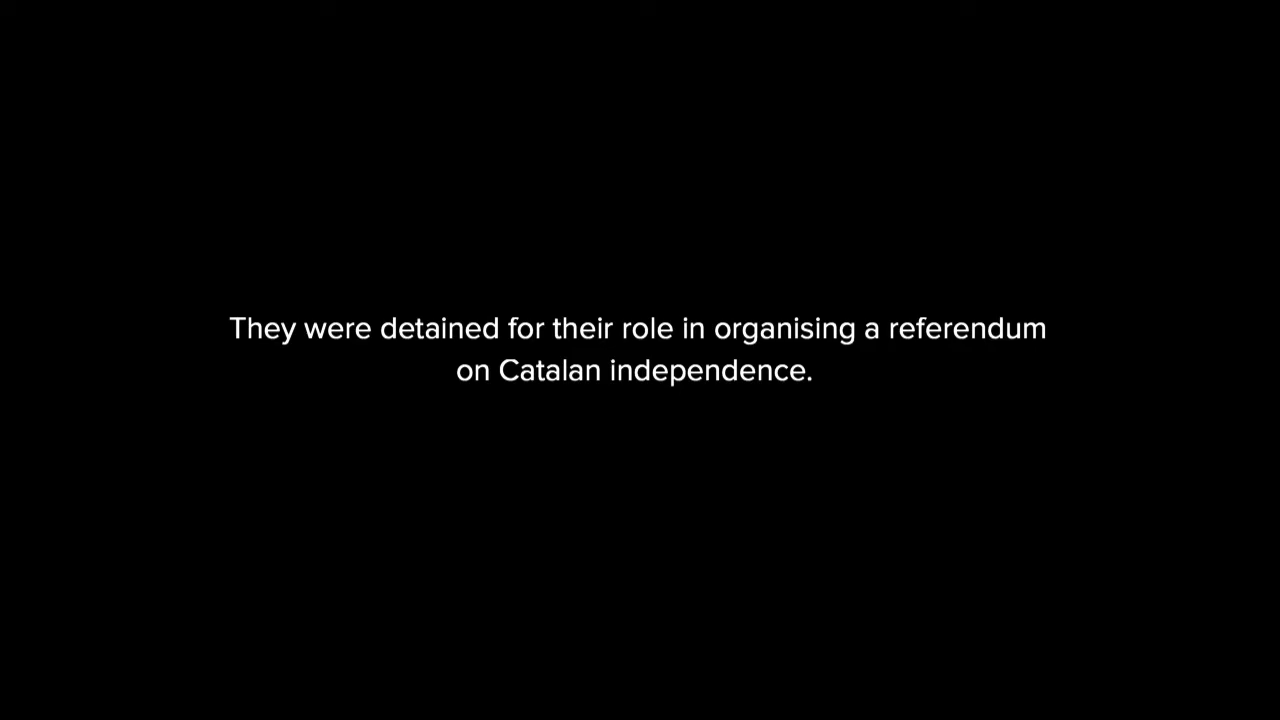 They were detained for their role in organising a referendum
on Catalan independence.